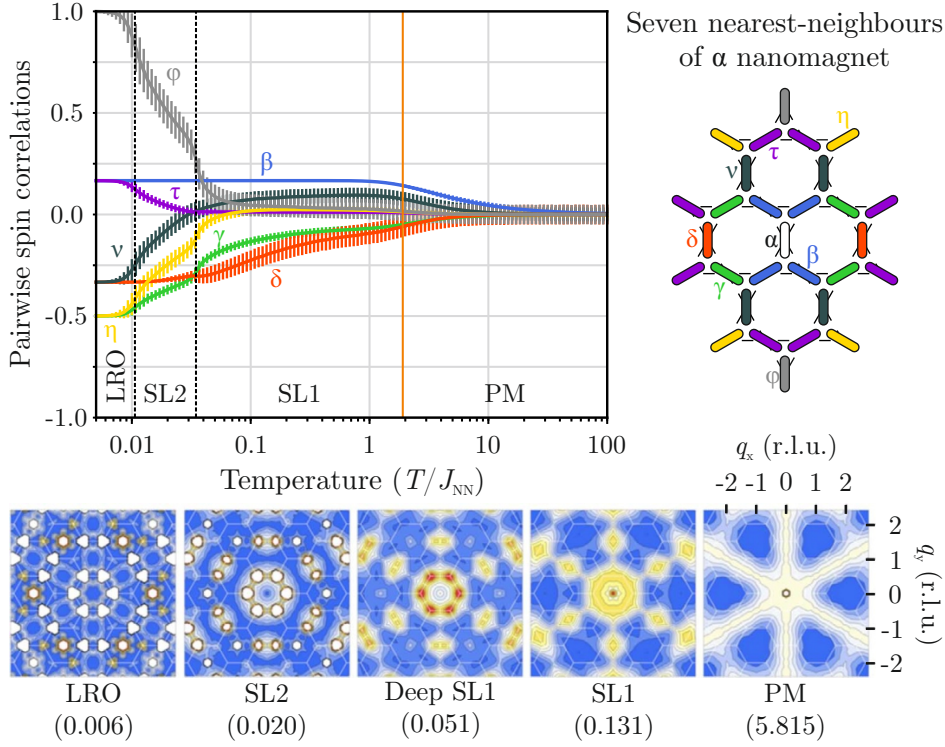 Seven nearest-neighbours
of α nanomagnet
Pairwise spin correlations
1.0
0.5
0.0
-0.5
-1.0
φ
β
τ
ν
γ
δ
η
LRO
SL2
SL1
PM
0.01
0.1
1
10
100
Temperature (T/J_NN)
η
τ
ν
δ
α
β
γ
φ
qₓ (r.l.u.)
-2 -1 0 1 2
2
1
0
-1
-2
q_y (r.l.u.)
LRO
(0.006)
SL2
(0.020)
Deep SL1
(0.051)
SL1
(0.131)
PM
(5.815)